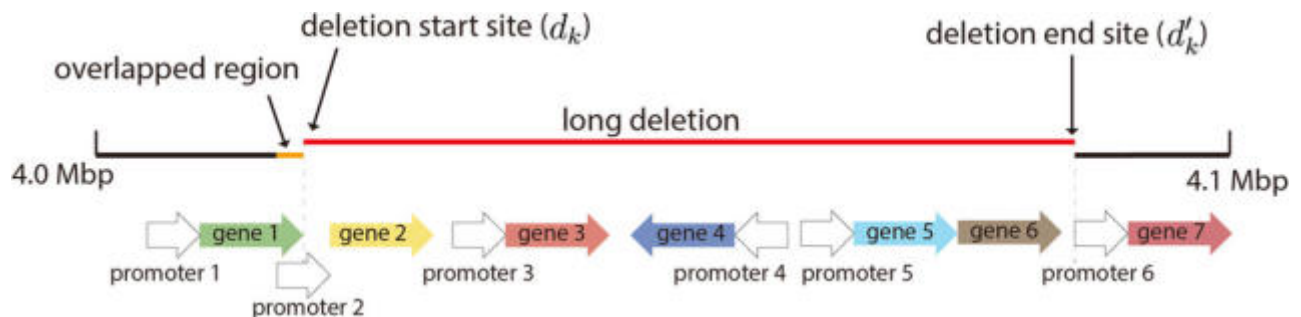 deletion start site (d_k)
deletion end site (d'_k)
overlapped region
long deletion
4.0 Mbp
4.1 Mbp
gene 1
gene 2
gene 3
gene 4
gene 5
gene 6
gene 7
promoter 1
promoter 3
promoter 4
promoter 5
promoter 6
promoter 2